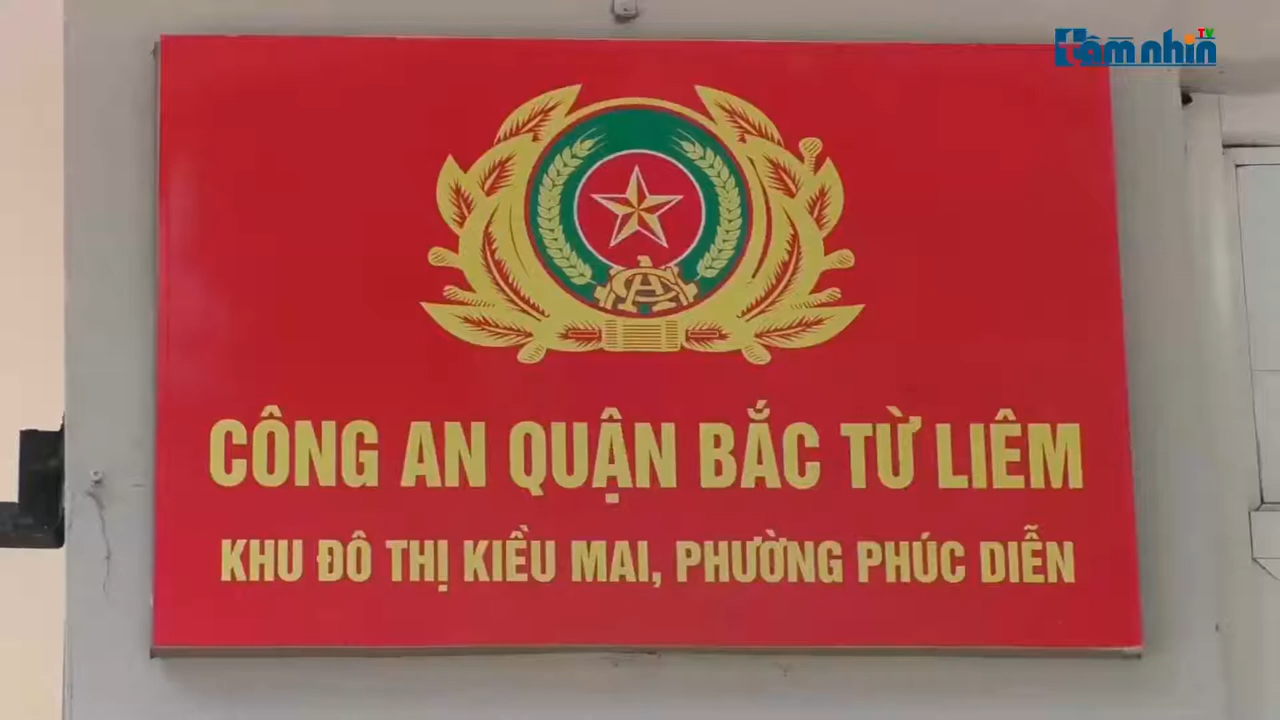 tầm nhìn TV
CÔNG AN QUẬN BẮC TỪ LIÊM
KHU ĐÔ THỊ KIỀU MAI, PHƯỜNG PHÚC DIỄN